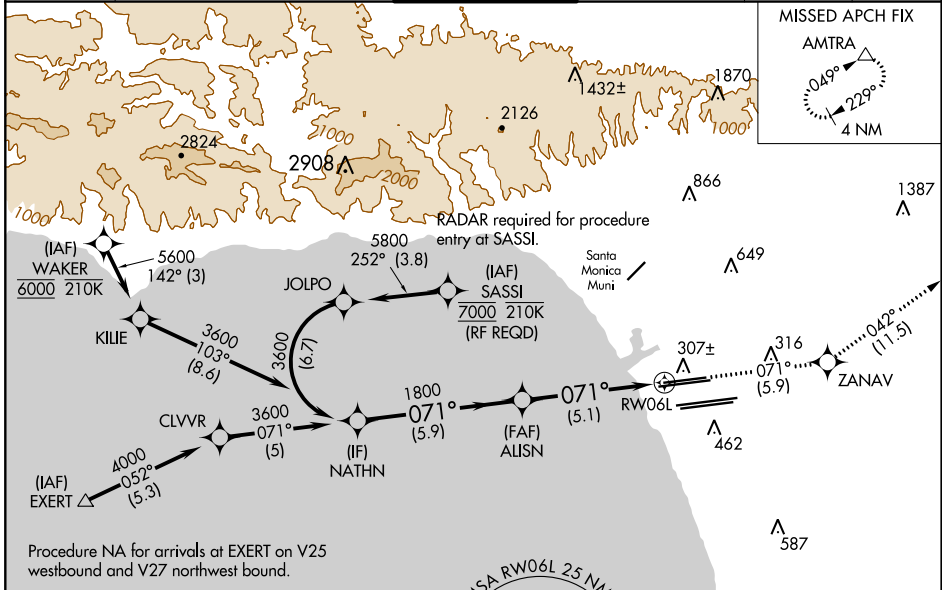 MISSED APCH FIX
AMTRA
049°
229°
4 NM
1432±
1870
1000
2126
1000
2824
2908
2000
1000
866
1387
RADAR required for procedure
entry at SASSI.
(IAF)
WAKER
6000 210K
5600
142° (3)
5800
252° (3.8)
(IAF)
SASSI
7000 210K
(RF REQD)
Santa
Monica
Muni
649
JOLPO
KILIE
3600
103°
(8.6)
3600
(6.7)
042°
(11.5)
307±
316
071°
(5.9)
ZANAV
RW06L
CLVVR
3600
071°
(5)
1800
071°
(5.9)
071°
(5.1)
(IF)
NATHN
(FAF)
ALISN
462
(IAF)
EXERT
4000
052°
(5.3)
587
Procedure NA for arrivals at EXERT on V25
westbound and V27 northwest bound.
SA RW06L 25 N